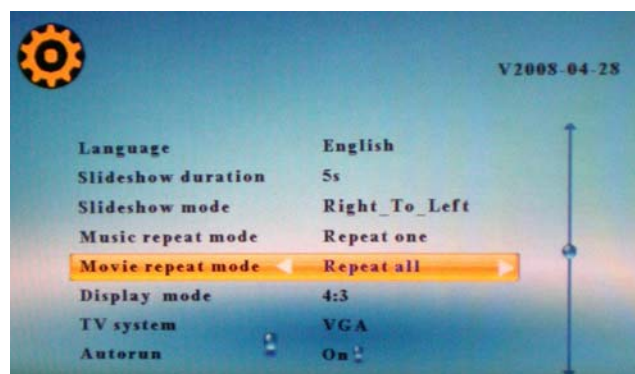 V2008-04-28
Language English
Slideshow duration 5s
Slideshow mode Right_To_Left
Music repeat mode Repeat one
Movie repeat mode Repeat all
Display mode 4:3
TV system VGA
Autorun On